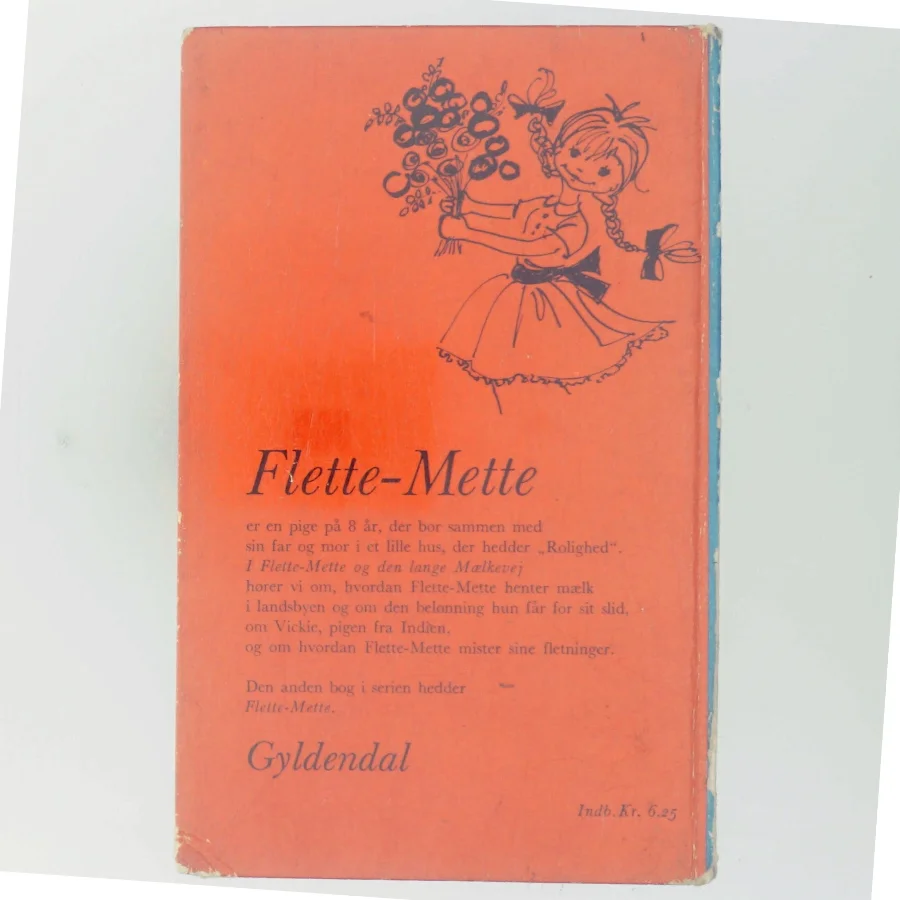 Flette-Mette
er en pige på 8 år, der bor sammen med
sin far og mor i et lille hus, der hedder „Rolighed“.
I Flette-Mette og den lange Mælkevej
hører vi om, hvordan Flette-Mette henter mælk
i landsbyen og om den belønning hun får for sit slid,
om Vickie, pigen fra Indien,
og om hvordan Flette-Mette mister sine fletninger.
Den anden bog i serien hedder
Flette-Mette.
Gyldendal
Indb. Kr. 6,25